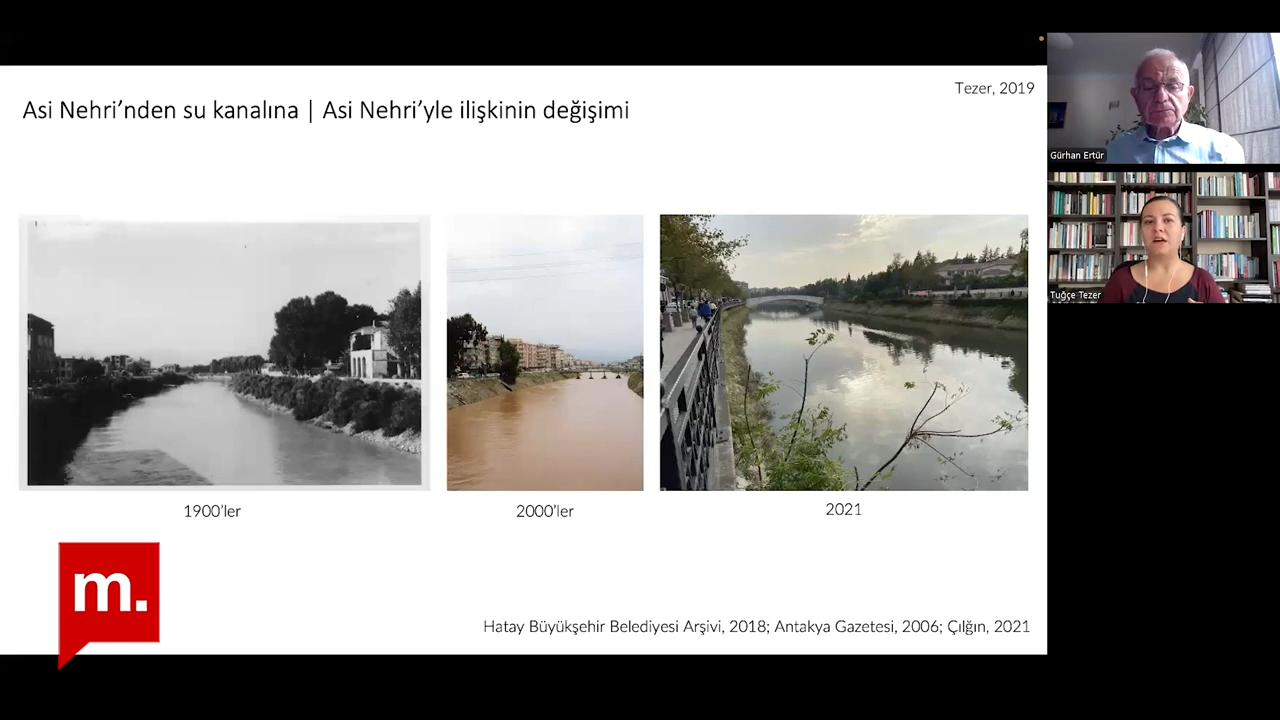 Tezer, 2019
Asi Nehri’nden su kanalına | Asi Nehri’yle ilişkinin değişimi
Gürhan Ertür
Tuğçe Tezer
1900’ler
2000’ler
2021
m.
Hatay Büyükşehir Belediyesi Arşivi, 2018; Antakya Gazetesi, 2006; Çılğın, 2021